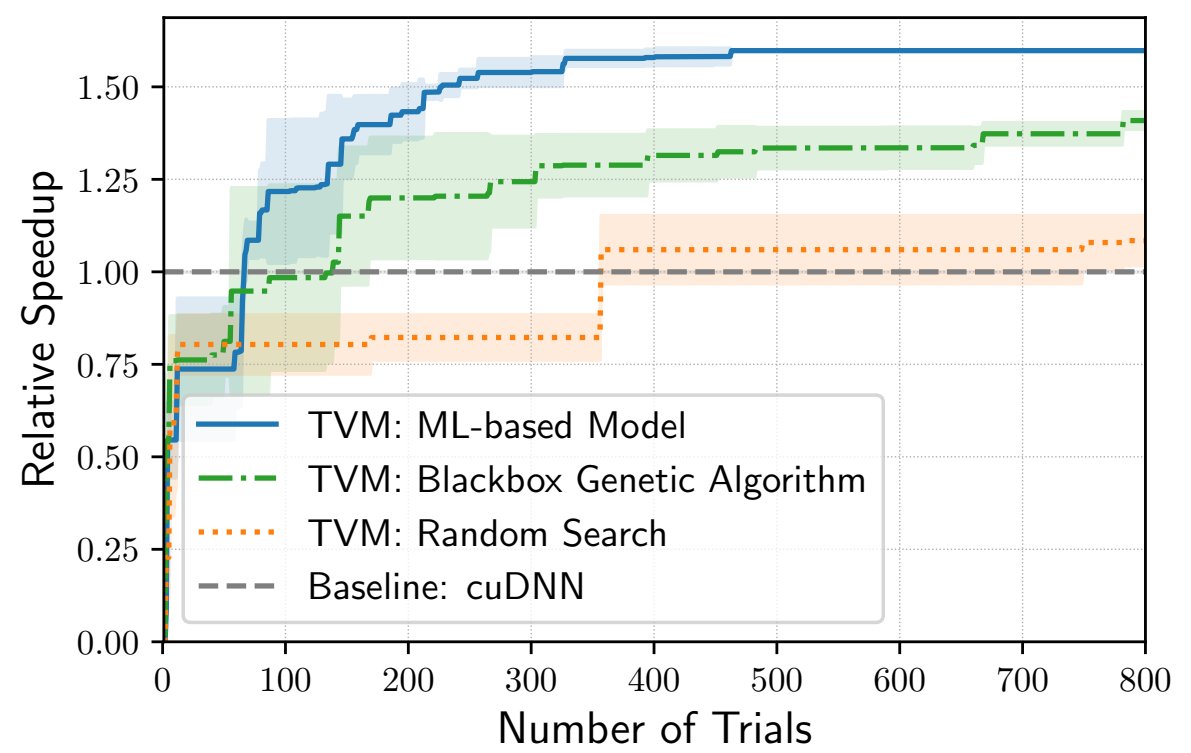 Relative Speedup
1.50
1.25
1.00
0.75
0.50
0.25
0.00
TVM: ML-based Model
TVM: Blackbox Genetic Algorithm
TVM: Random Search
Baseline: cuDNN
0 100 200 300 400 500 600 700 800
Number of Trials